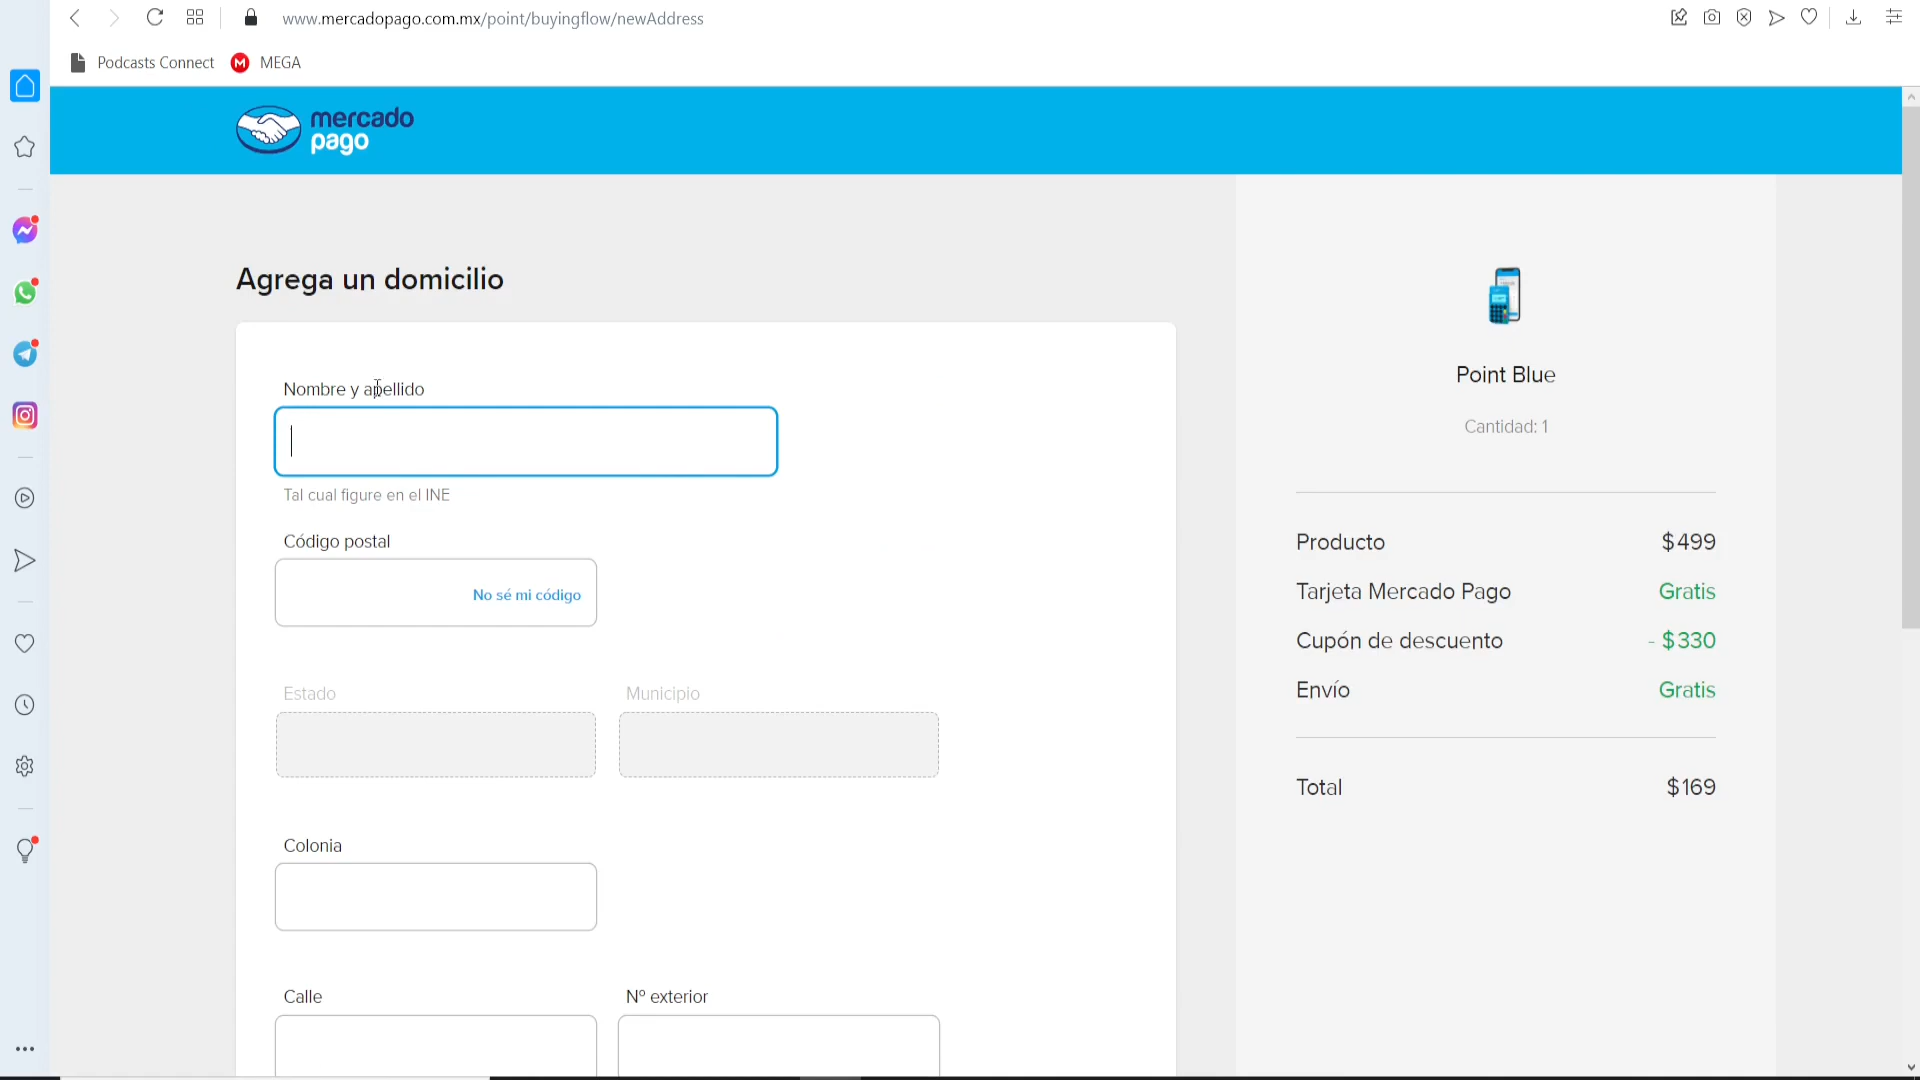 www.mercadopago.com.mx/point/buyingflow/newAddress
Podcasts Connect
M MEGA
mercado
pago
Agrega un domicilio
Nombre y apellido
Tal cual figure en el INE
Código postal
No sé mi código
Estado
Municipio
Colonia
Calle
Nº exterior
Point Blue
Cantidad: 1
Producto $499
Tarjeta Mercado Pago Gratis
Cupón de descuento - $330
Envío Gratis
Total $169